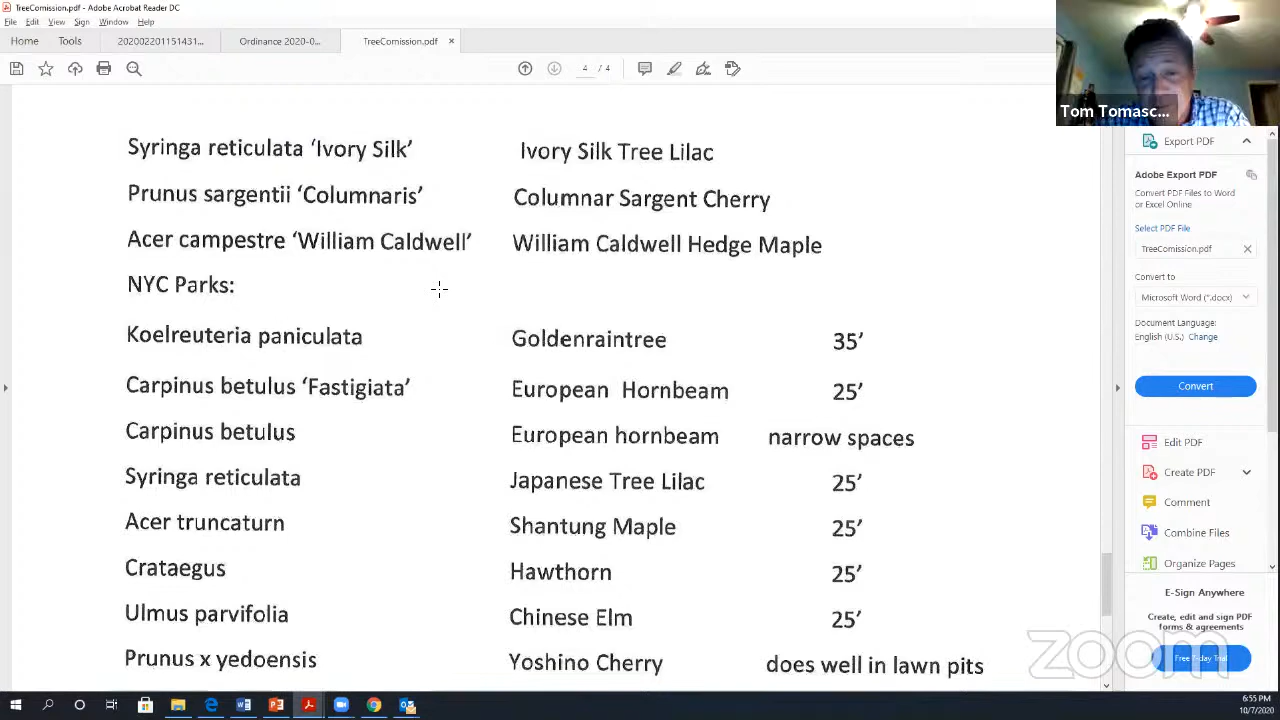 TreeComission.pdf - Adobe Acrobat Reader DC
File Edit View Sign Window Help
Home Tools 202002201151431... Ordinance 2020-0... TreeComission.pdf ×
4 / 4
Tom Tomasc...
Syringa reticulata ‘Ivory Silk’ Ivory Silk Tree Lilac
Prunus sargentii ‘Columnaris’ Columnar Sargent Cherry
Acer campestre ‘William Caldwell’ William Caldwell Hedge Maple
NYC Parks:
Koelreuteria paniculata Goldenraintree 35’
Carpinus betulus ‘Fastigiata’ European Hornbeam 25’
Carpinus betulus European hornbeam narrow spaces
Syringa reticulata Japanese Tree Lilac 25’
Acer truncaturn Shantung Maple 25’
Crataegus Hawthorn 25’
Ulmus parvifolia Chinese Elm 25’
Prunus x yedoensis Yoshino Cherry does well in lawn pits
Export PDF
Adobe Export PDF
Convert PDF Files to Word
or Excel Online
Select PDF File
TreeComission.pdf
Convert to
Microsoft Word (*.docx)
Document Language:
English (U.S.) Change
Convert
Edit PDF
Create PDF
Comment
Combine Files
Organize Pages
E-Sign Anywhere
Create, edit and sign PDF
forms & agreements
Free 7-day Trial
zoom
6:55 PM
10/7/2020